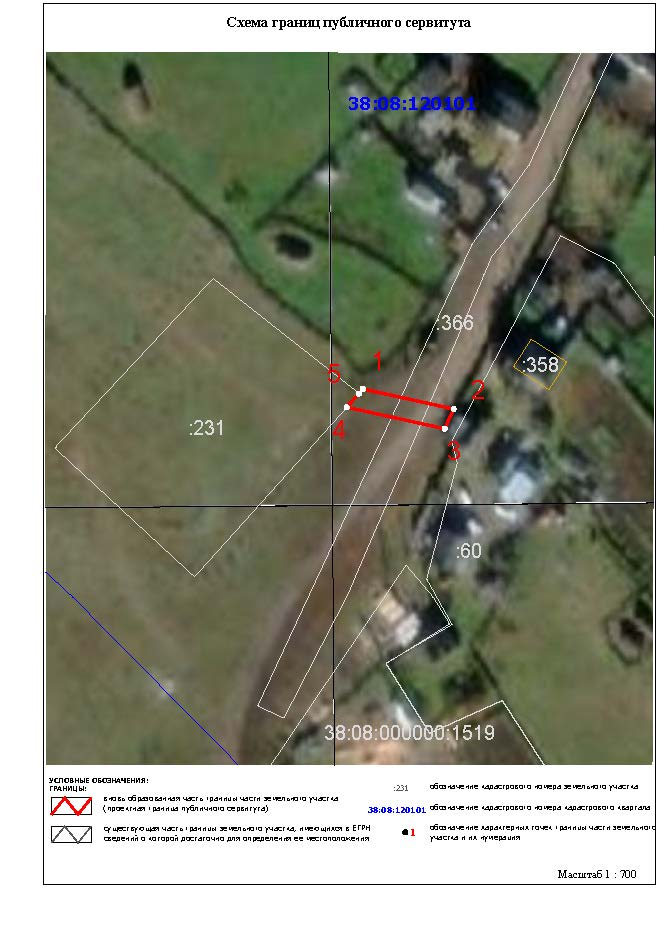 Схема границ публичного сервитута
38:08:120101
:366
:358
5
1
2
4
3
:231
:60
38:08:000000:1519
УСЛОВНЫЕ ОБОЗНАЧЕНИЯ:
ГРАНИЦЫ:
вновь образованная часть границы части земельного участка
(проектная граница публичного сервитута)
существующая часть границы земельного участка, имеющихся в ЕГРН
сведений о которой достаточно для определения ее местоположения
:231 обозначение кадастрового номера земельного участка
38:08:120101 обозначение кадастрового номера кадастрового квартала
1 обозначение характерных точек границы части земельного
участка и их нумерация
Масштаб 1 : 700